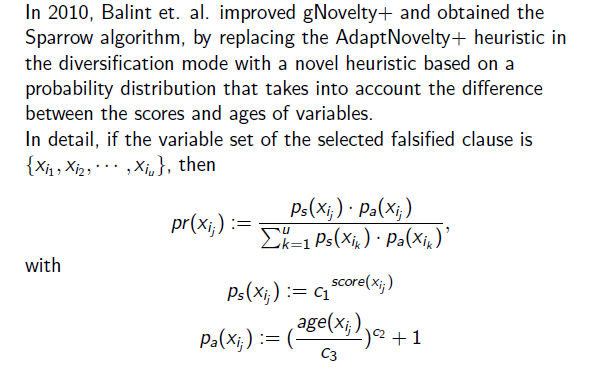 In 2010, Balint et. al. improved gNovelty+ and obtained the
Sparrow algorithm, by replacing the AdaptNovelty+ heuristic in
the diversification mode with a novel heuristic based on a
probability distribution that takes into account the difference
between the scores and ages of variables.
In detail, if the variable set of the selected falsified clause is
{x_{i_1}, x_{i_2}, ⋯ , x_{i_u}}, then
pr(x_{i_j}) := \frac{p_s(x_{i_j}) · p_a(x_{i_j})}{∑_{k=1}^{u} p_s(x_{i_k}) · p_a(x_{i_k})},
with
p_s(x_{i_j}) := c_1^{score(x_{i_j})}
p_a(x_{i_j}) := (\frac{age(x_{i_j})}{c_3})^{c_2} + 1